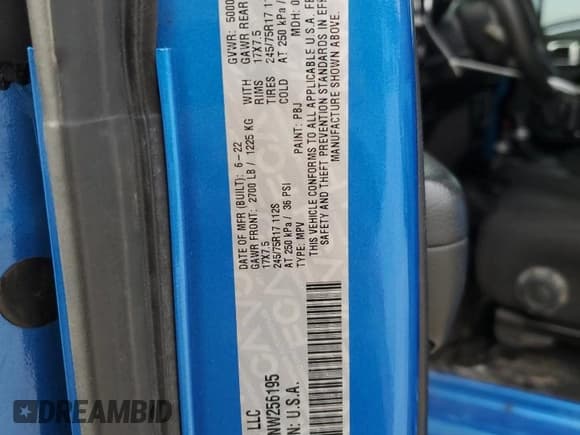 LLC
DATE OF MFR (BUILT): 6-22
GVWR: 500
GAWR FRONT: 2700 LB / 1225 KG WITH
GAWR REAR
17X7.5 RIMS
17X7.5
245/75R17 112S TIRES
245/75R17
AT 250 kPa / 36 PSI COLD
AT 250 kPa /
TYPE: MPV PAINT: PBJ
MDH: 0
THIS VEHICLE CONFORMS TO ALL APPLICABLE U.S.A. FE
SAFETY AND THEFT PREVENTION STANDARDS IN EFF
MANUFACTURE SHOWN ABOVE.
NW256195
N: U.S.A.
DREAMBID